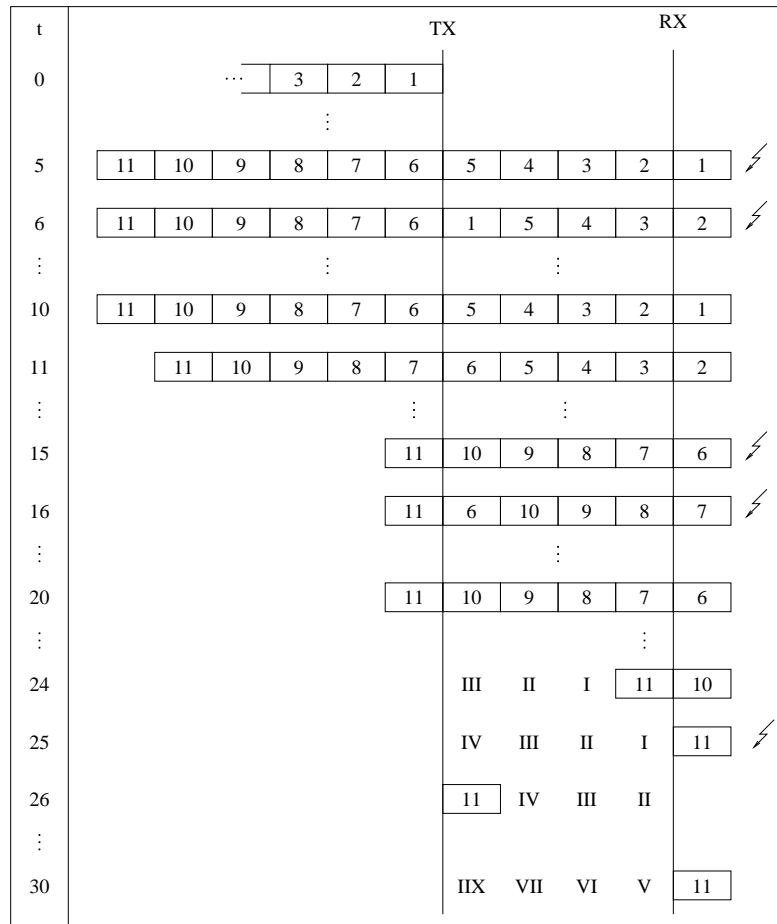 t TX RX
0 ... 3 2 1
⋮
5 11 10 9 8 7 6 5 4 3 2 1
6 11 10 9 8 7 6 1 5 4 3 2
⋮ ⋮ ⋮
10 11 10 9 8 7 6 5 4 3 2 1
11 11 10 9 8 7 6 5 4 3 2
⋮ ⋮ ⋮
15 11 10 9 8 7 6
16 11 6 10 9 8 7
⋮ ⋮
20 11 10 9 8 7 6
⋮ ⋮
24 III II I 11 10
25 IV III II I 11
26 11 IV III II
⋮
30 IIX VII VI V 11